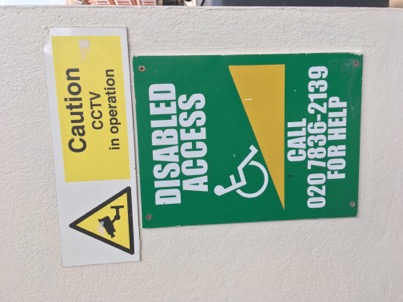 Caution
CCTV
in operation
DISABLED
ACCESS
CALL
020 7836-2139
FOR HELP